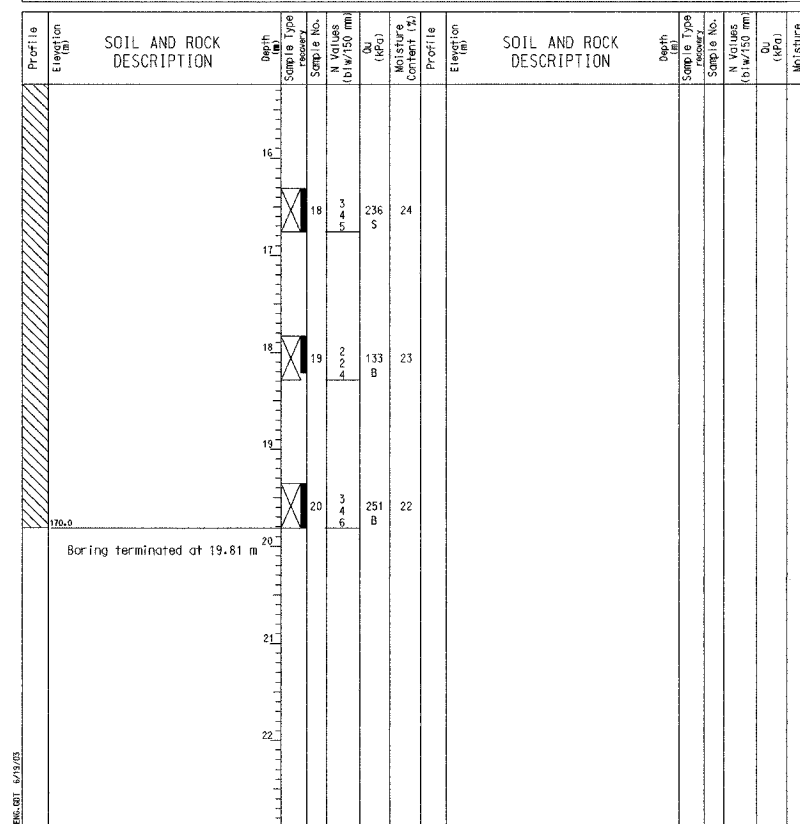 Profile
Elevation
(m)
SOIL AND ROCK
DESCRIPTION
Depth
(m)
Sample Type
recovery
Sample No.
N Values
(blw/150 mm)
Qu
(kPa)
Moisture
Content (%)
Profile
Elevation
(m)
SOIL AND ROCK
DESCRIPTION
Depth
(m)
Sample Type
recovery
Sample No.
N Values
(blw/150 mm)
Qu
(kPa)
Moisture
16
18
3
4
5
236
S
24
17
18
19
2
2
4
133
B
23
19
20
3
4
6
251
B
22
170.0
Boring terminated at 19.81 m
20
21
22
ENG.GDT 6/19/03